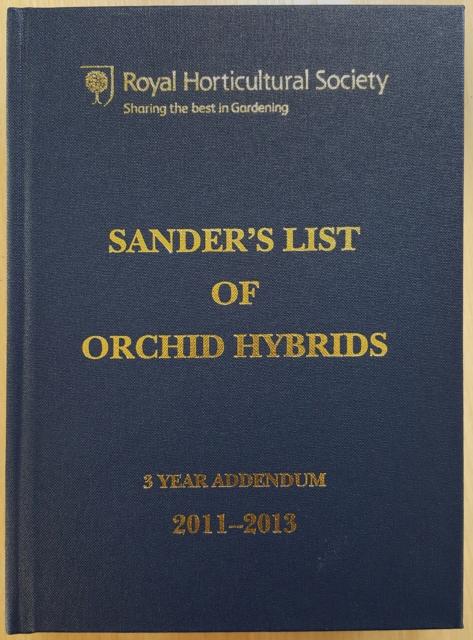 Royal Horticultural Society
Sharing the best in Gardening
SANDER'S LIST
OF
ORCHID HYBRIDS
3 YEAR ADDENDUM
2011–2013